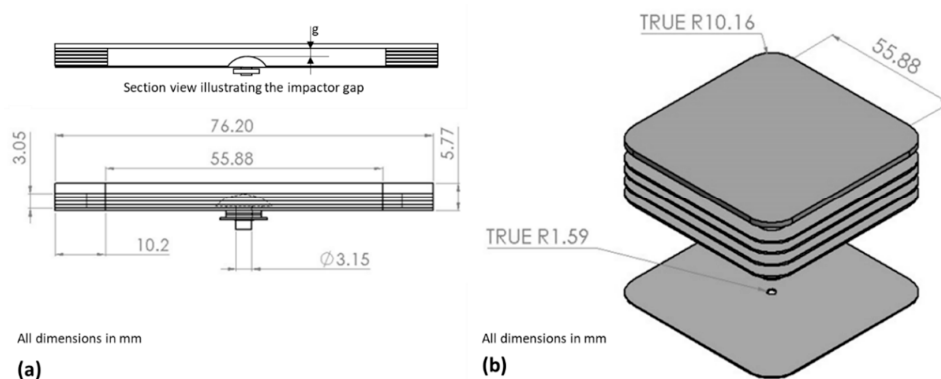 g
Section view illustrating the impactor gap
76.20
55.88
3.05
5.77
10.2
Ø3.15
All dimensions in mm
(a)
TRUE R10.16
55.88
TRUE R1.59
All dimensions in mm
(b)